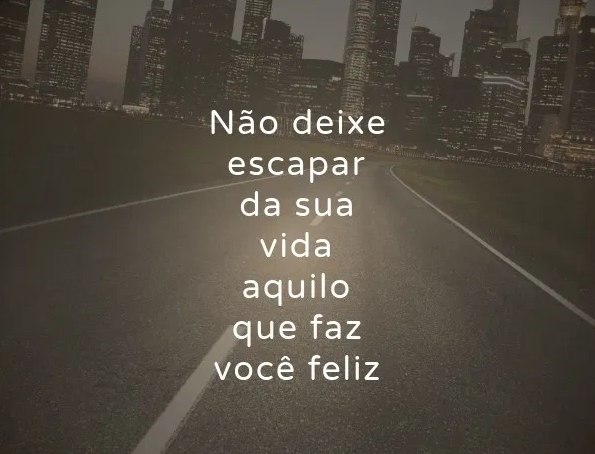 Não deixe
escapar
da sua
vida
aquilo
que faz
você feliz